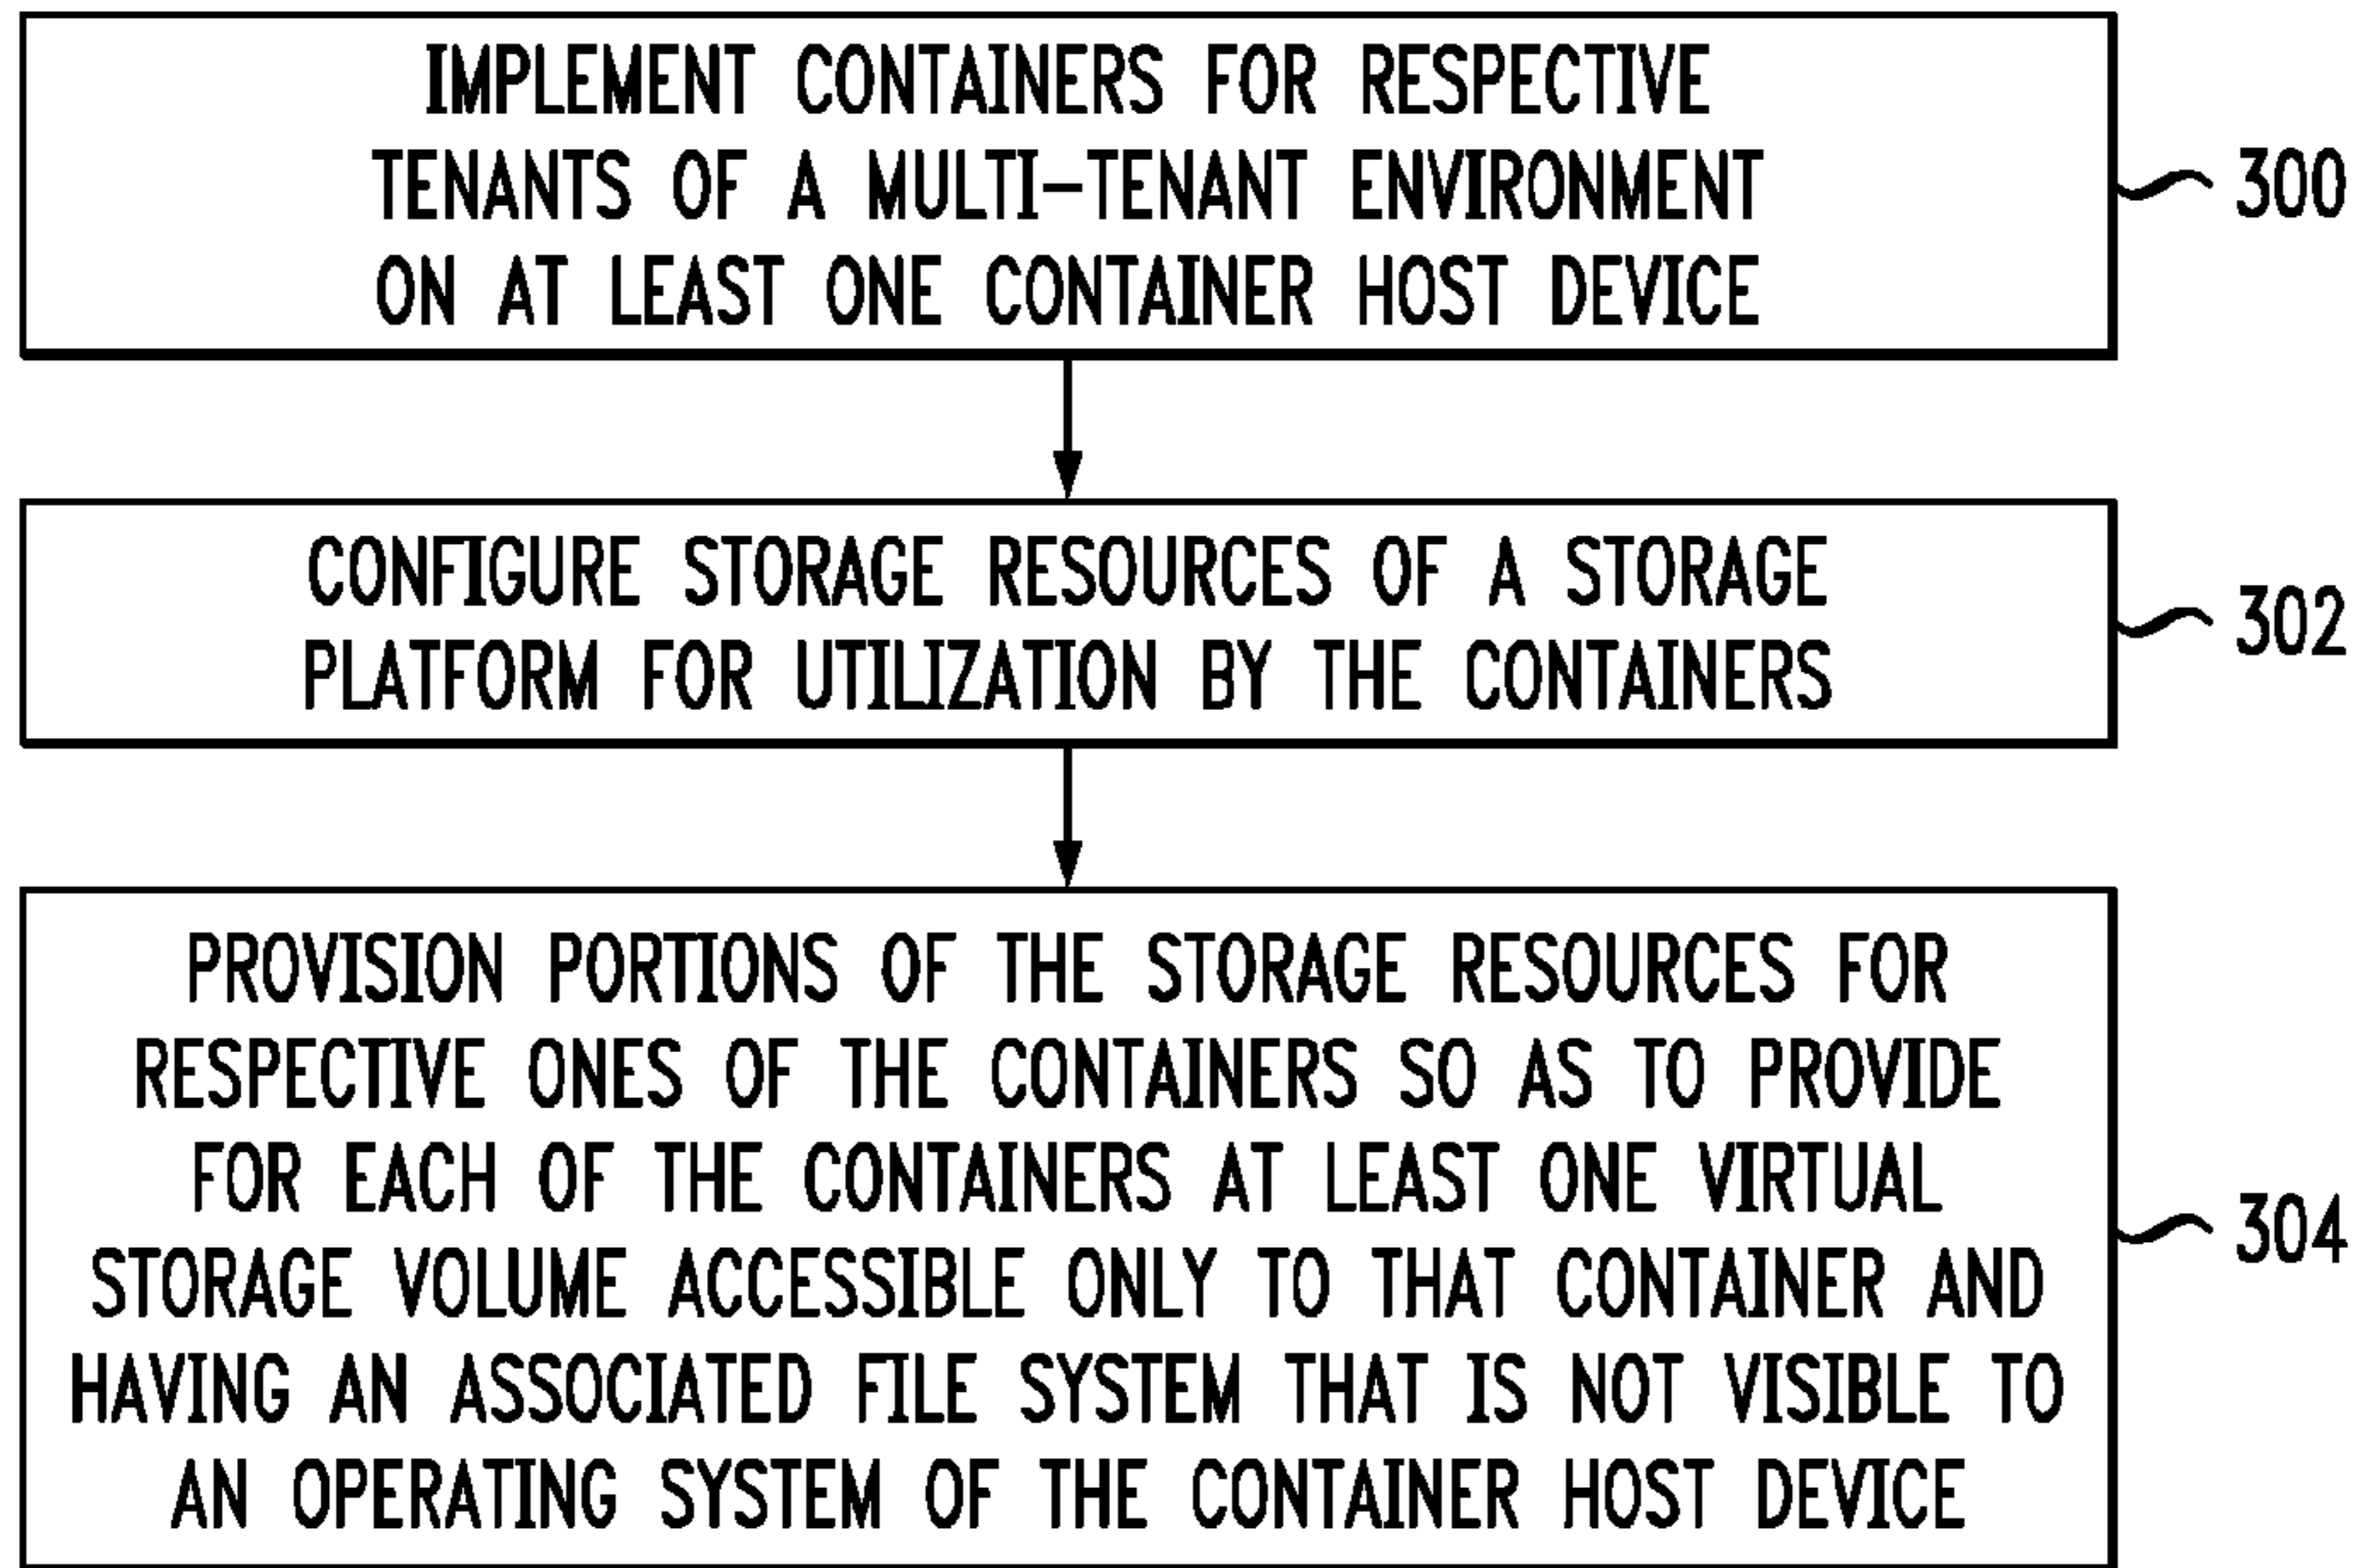 IMPLEMENT CONTAINERS FOR RESPECTIVE
TENANTS OF A MULTI-TENANT ENVIRONMENT
ON AT LEAST ONE CONTAINER HOST DEVICE
300
CONFIGURE STORAGE RESOURCES OF A STORAGE
PLATFORM FOR UTILIZATION BY THE CONTAINERS
302
PROVISION PORTIONS OF THE STORAGE RESOURCES FOR
RESPECTIVE ONES OF THE CONTAINERS SO AS TO PROVIDE
FOR EACH OF THE CONTAINERS AT LEAST ONE VIRTUAL
STORAGE VOLUME ACCESSIBLE ONLY TO THAT CONTAINER AND
HAVING AN ASSOCIATED FILE SYSTEM THAT IS NOT VISIBLE TO
AN OPERATING SYSTEM OF THE CONTAINER HOST DEVICE
304